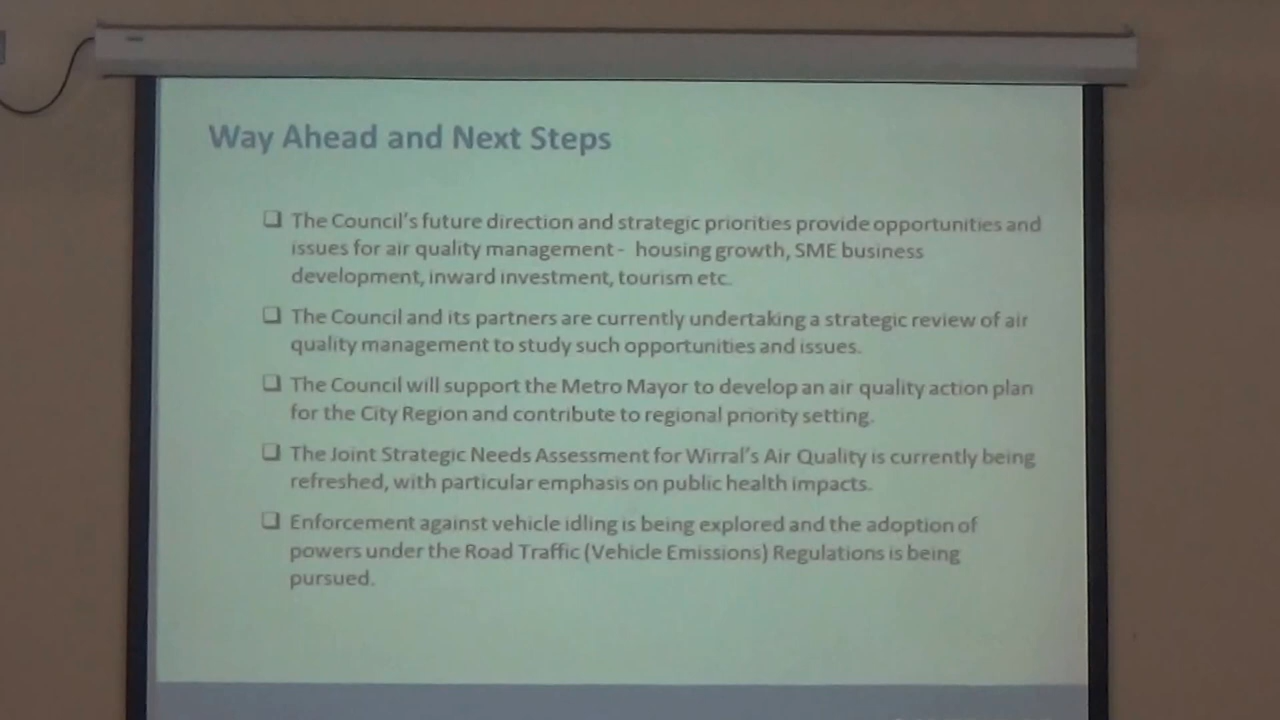 Way Ahead and Next Steps
❑ The Council's future direction and strategic priorities provide opportunities and
issues for air quality management - housing growth, SME business
development, inward investment, tourism etc.
❑ The Council and its partners are currently undertaking a strategic review of air
quality management to study such opportunities and issues.
❑ The Council will support the Metro Mayor to develop an air quality action plan
for the City Region and contribute to regional priority setting.
❑ The Joint Strategic Needs Assessment for Wirral's Air Quality is currently being
refreshed, with particular emphasis on public health impacts.
❑ Enforcement against vehicle idling is being explored and the adoption of
powers under the Road Traffic (Vehicle Emissions) Regulations is being
pursued.